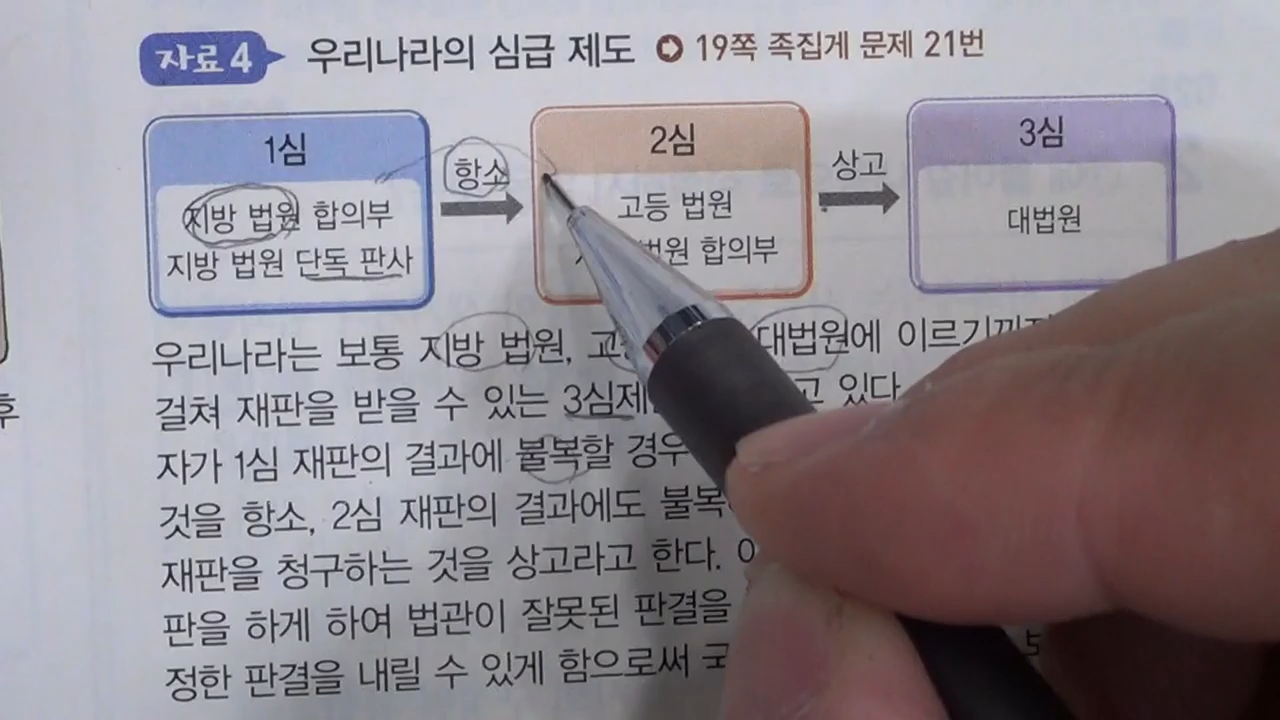 자료 4 우리나라의 심급 제도 ➲ 19쪽 족집게 문제 21번
1심
지방 법원 합의부
지방 법원 단독 판사
항소
2심
고등 법원
합의부
상고
3심
대법원
우리나라는 보통 지방 법원, 대법원에 이르기까지
걸쳐 재판을 받을 수 있는 3심제 있다.
자가 1심 재판의 결과에 불복할 경우
것을 항소, 2심 재판의 결과에도
재판을 청구하는 것을 상고라고 한다.
판을 하게 하여 법관이 잘못된 판결을
정한 판결을 내릴 수 있게 함으로써
후